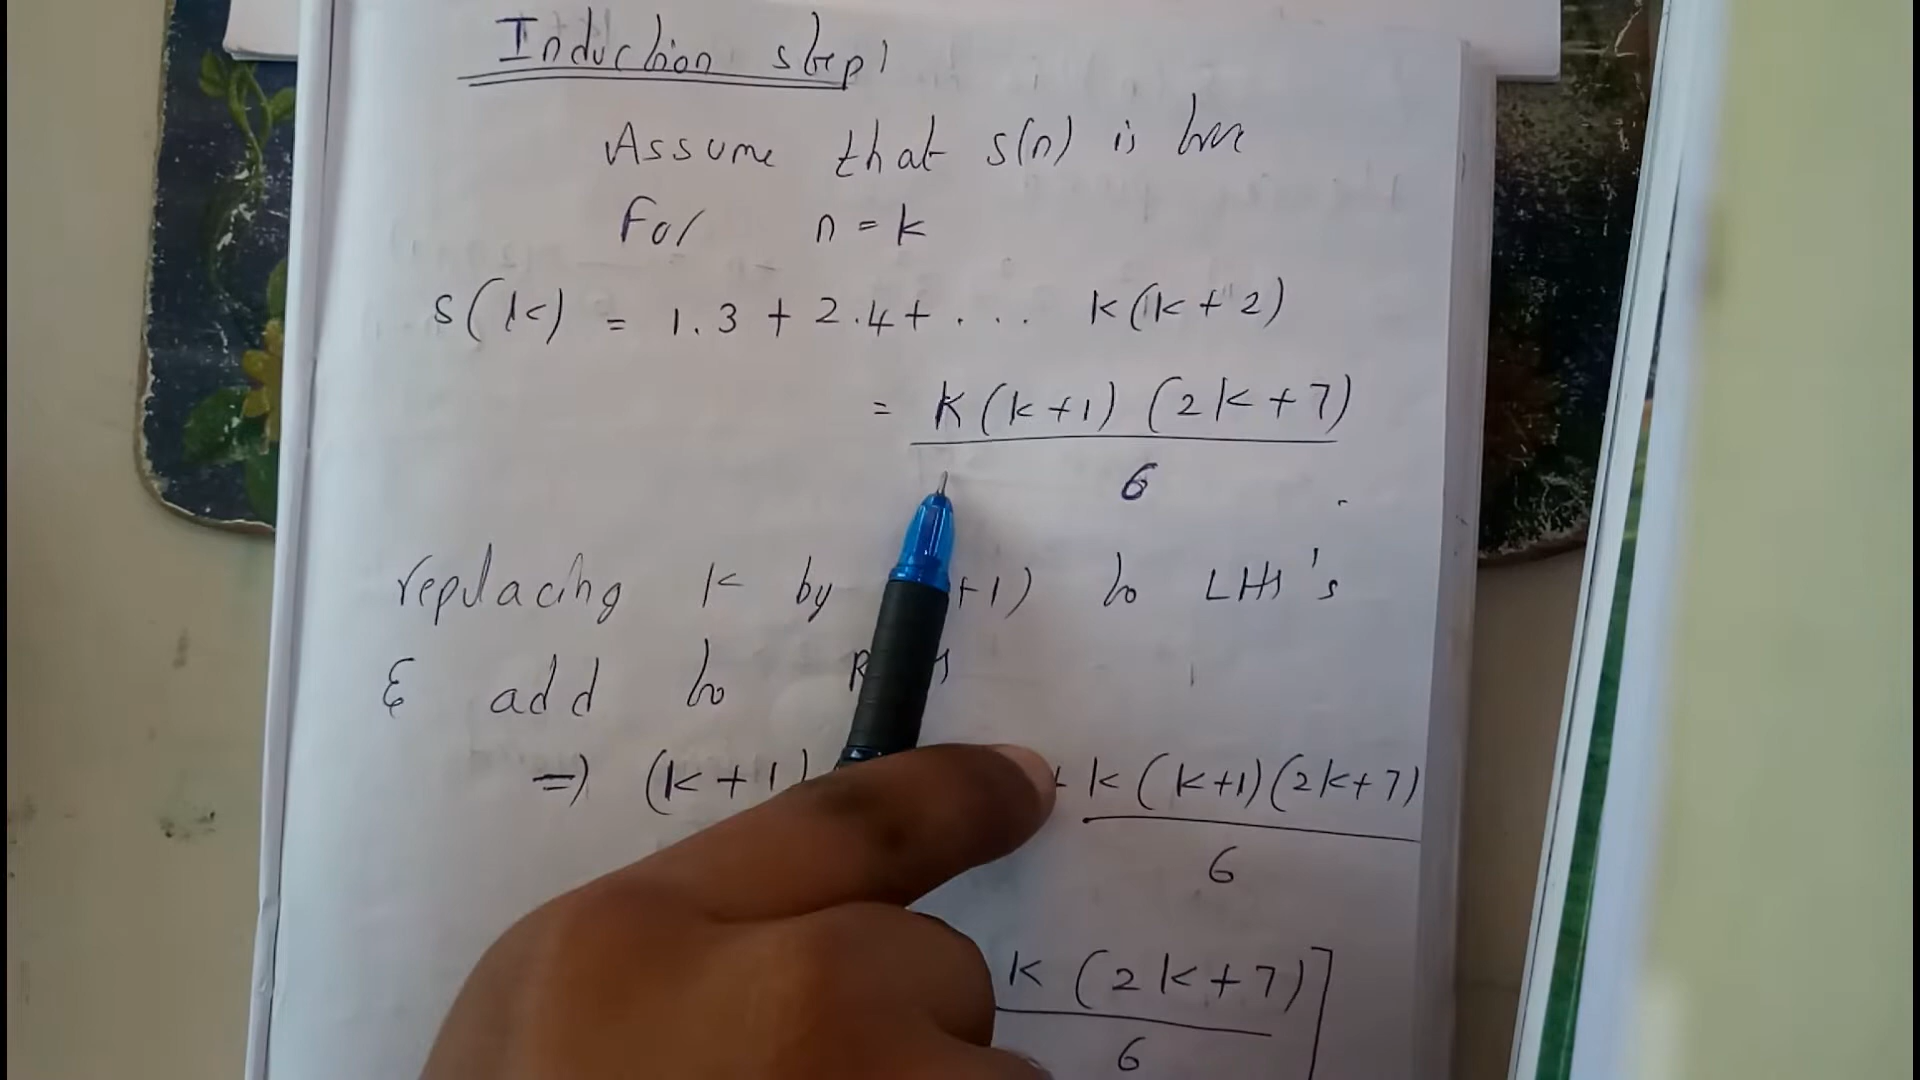 Induction step!
Assume that s(n) is true
For n = k
s(k) = 1.3 + 2.4 + . . . k(k + 2)
= k(k+1) (2k+7)
6
replacing k by +1) to LHS's
& add to
=) (k+1) + k(k+1)(2k+7)
6
k (2k+7)]
6